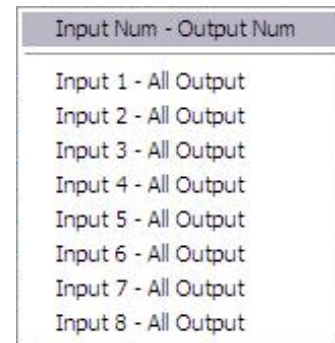 Input Num - Output Num
Input 1 - All Output
Input 2 - All Output
Input 3 - All Output
Input 4 - All Output
Input 5 - All Output
Input 6 - All Output
Input 7 - All Output
Input 8 - All Output